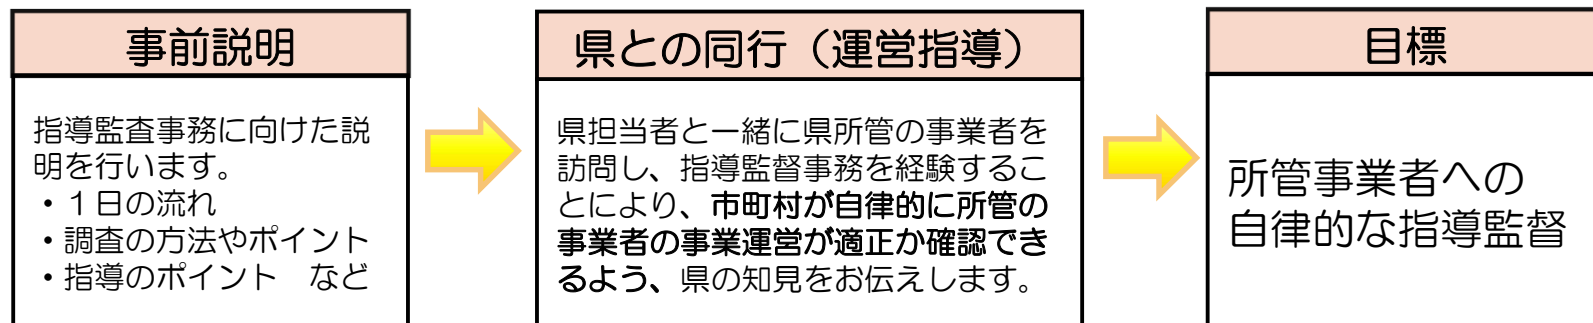 事前説明
指導監査事務に向けた説
明を行います。
・１日の流れ
・調査の方法やポイント
・指導のポイント　など
県との同行（運営指導）
県担当者と一緒に県所管の事業者を
訪問し、指導監督事務を経験するこ
とにより、市町村が自律的に所管の
事業者の事業運営が適正か確認でき
るよう、県の知見をお伝えします。
目標
所管事業者への
自律的な指導監督